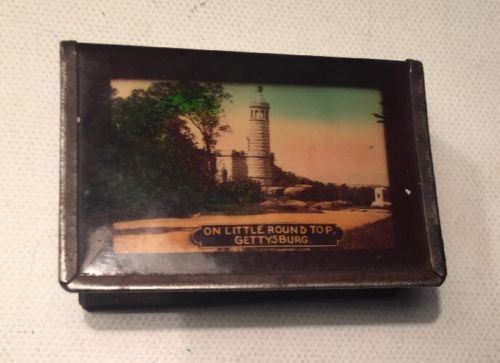 ON LITTLE ROUND TOP,
GETTYSBURG.